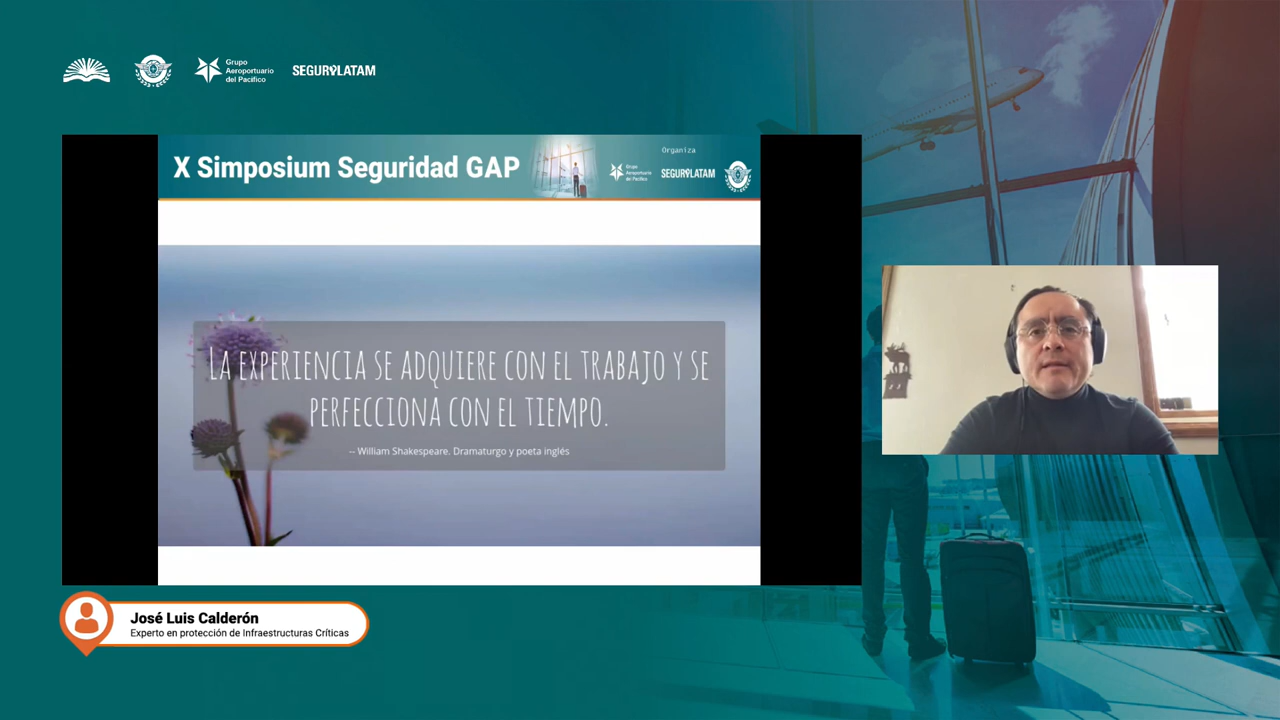 Grupo
Aeroportuario
del Pacífico
SEGURILATAM
X Simposium Seguridad GAP
Organiza
Grupo
Aeroportuario
del Pacífico
SEGURILATAM
LA EXPERIENCIA SE ADQUIERE CON EL TRABAJO Y SE
PERFECCIONA CON EL TIEMPO.
-- William Shakespeare. Dramaturgo y poeta inglés
José Luis Calderón
Experto en protección de Infraestructuras Críticas